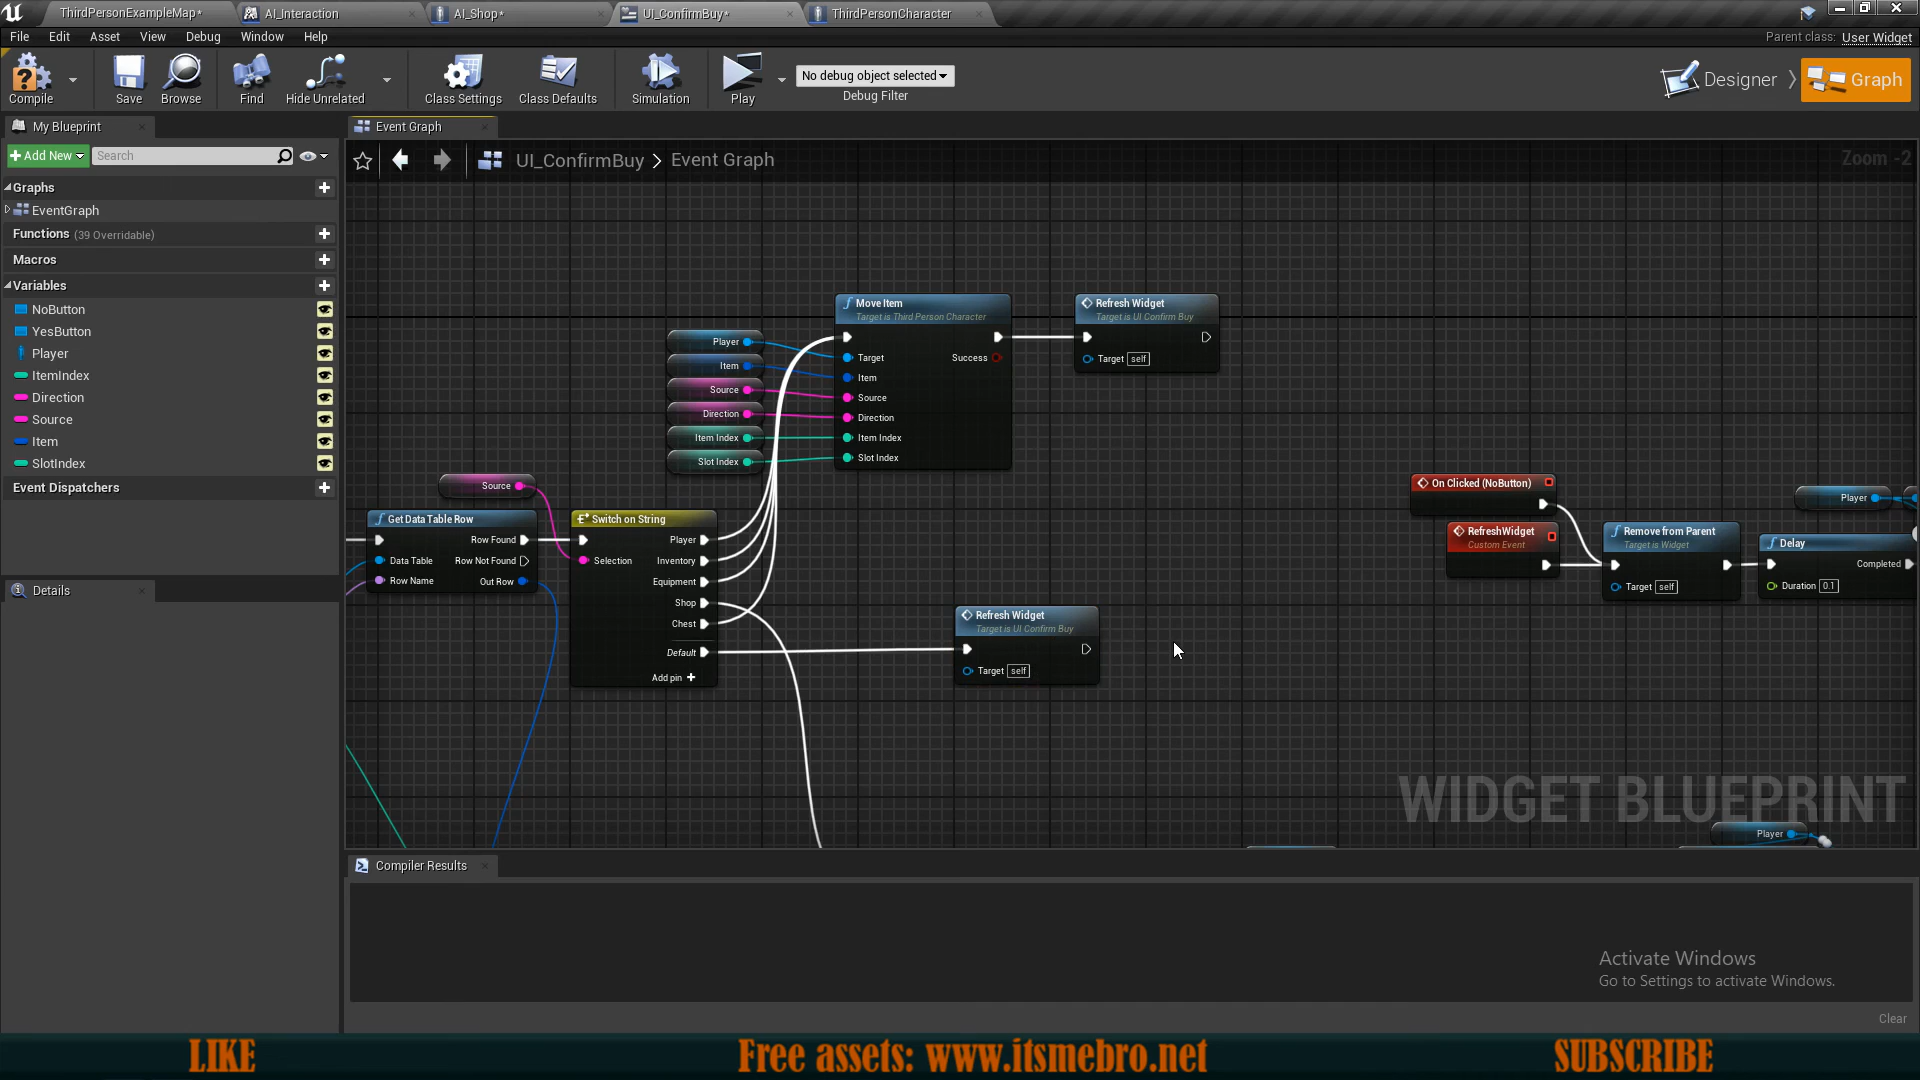 ThirdPersonExampleMap*
AI_Interaction
AI_Shop*
UI_ConfirmBuy*
ThirdPersonCharacter
File Edit Asset View Debug Window Help
Parent class: User Widget
Compile
Save
Browse
Find
Hide Unrelated
Class Settings
Class Defaults
Simulation
Play
No debug object selected
Debug Filter
Designer
Graph
My Blueprint
Add New
Search
Graphs
EventGraph
Functions (39 Overridable)
Macros
Variables
NoButton
YesButton
Player
ItemIndex
Direction
Source
Item
SlotIndex
Event Dispatchers
Details
Event Graph
UI_ConfirmBuy > Event Graph
Zoom -2
Player
Item
Source
Direction
Item Index
Slot Index
Move Item
Target is Third Person Character
Target
Success
Item
Source
Direction
Item Index
Slot Index
Refresh Widget
Target is UI Confirm Buy
Target self
Source
Get Data Table Row
Row Found
Data Table
Row Not Found
Row Name
Out Row
Switch on String
Player
Selection
Inventory
Equipment
Shop
Chest
Default
Add pin +
Refresh Widget
Target is UI Confirm Buy
Target self
On Clicked (NoButton)
RefreshWidget
Custom Event
Remove from Parent
Target is Widget
Target self
Player
Delay
Completed
Duration 0.1
Player
WIDGET BLUEPRINT
Compiler Results
Activate Windows
Go to Settings to activate Windows.
Clear
LIKE
Free assets: www.itsmebro.net
SUBSCRIBE